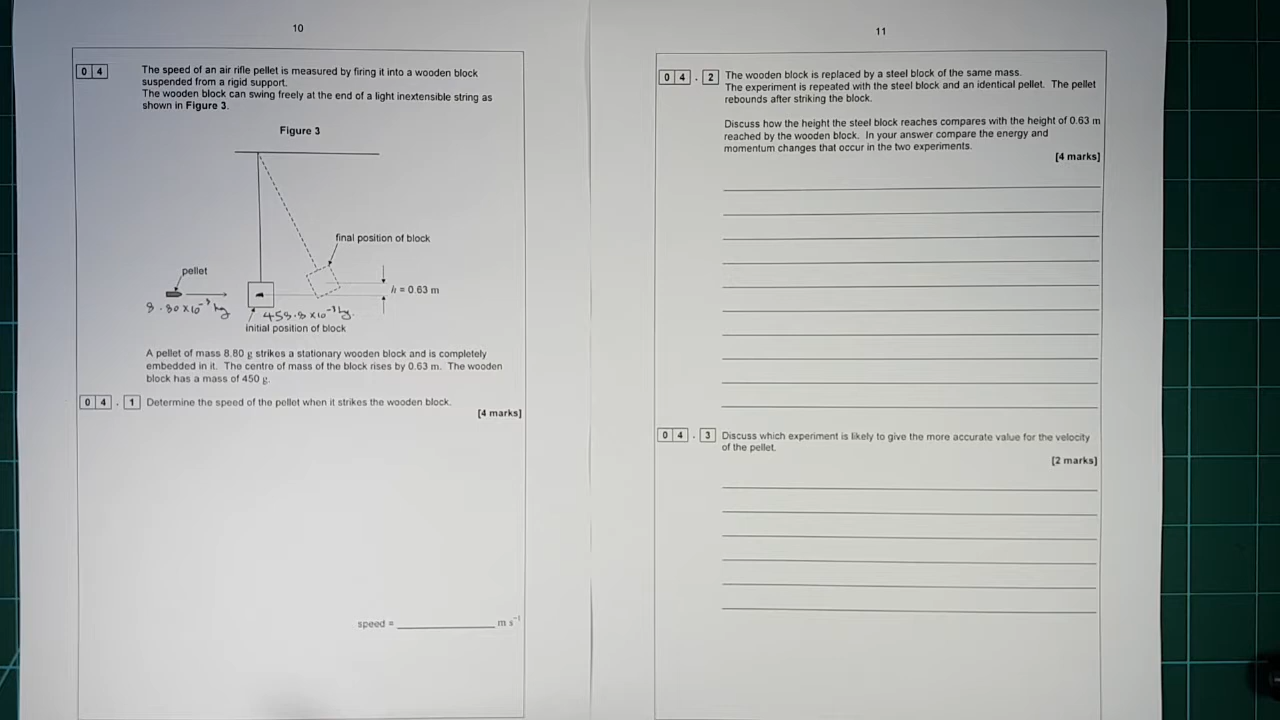 10
0 4
The speed of an air rifle pellet is measured by firing it into a wooden block
suspended from a rigid support.
The wooden block can swing freely at the end of a light inextensible string as
shown in Figure 3.
Figure 3
final position of block
pellet
h = 0.63 m
8.80 x10⁻³ kg
458.8 x10⁻³ kg.
initial position of block
A pellet of mass 8.80 g strikes a stationary wooden block and is completely
embedded in it. The centre of mass of the block rises by 0.63 m. The wooden
block has a mass of 450 g.
0 4 . 1 Determine the speed of the pellet when it strikes the wooden block.
[4 marks]
speed = m s⁻¹
11
0 4 . 2 The wooden block is replaced by a steel block of the same mass.
The experiment is repeated with the steel block and an identical pellet. The pellet
rebounds after striking the block.
Discuss how the height the steel block reaches compares with the height of 0.63 m
reached by the wooden block. In your answer compare the energy and
momentum changes that occur in the two experiments.
[4 marks]
0 4 . 3 Discuss which experiment is likely to give the more accurate value for the velocity
of the pellet.
[2 marks]